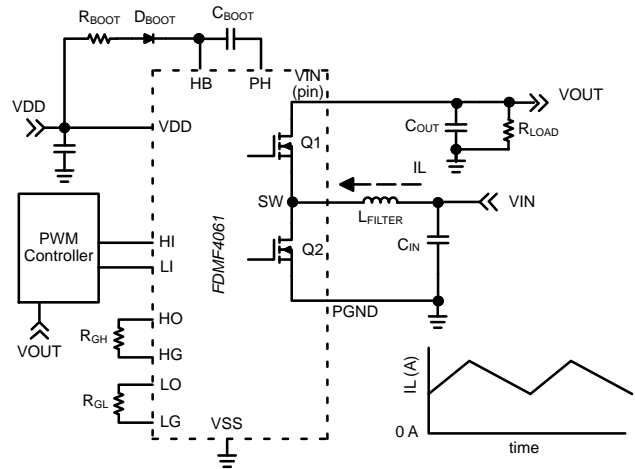 RBOOT DBOOT CBOOT
HB PH VIN
(pin)
VDD VDD VOUT
Q1 COUT RLOAD
IL
SW LFILTER VIN
PWM
Controller
HI
LI
FDMF4061
Q2 CIN
PGND
VOUT
HO
RGH
HG
LO
RGL
LG
VSS
IL (A)
0 A
time